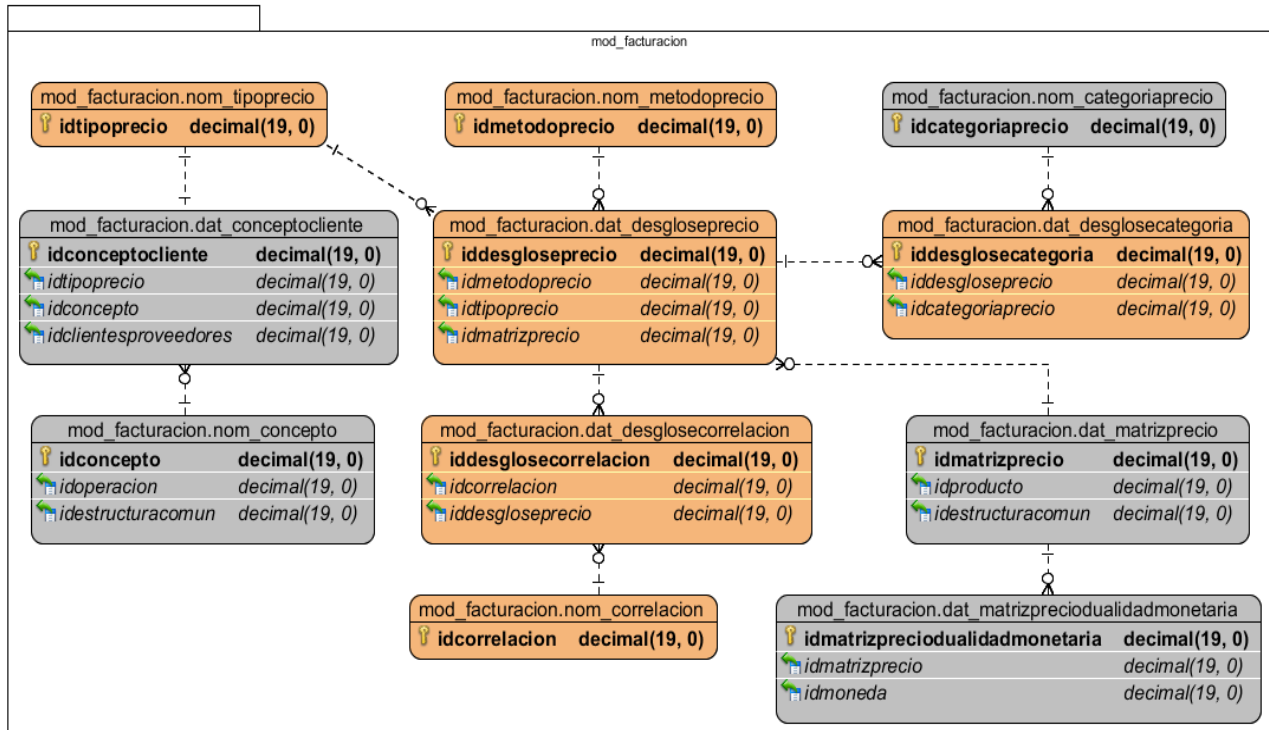 mod_facturacion
mod_facturacion.nom_tipoprecio
idtipoprecio decimal(19, 0)
mod_facturacion.nom_metodoprecio
idmetodoprecio decimal(19, 0)
mod_facturacion.nom_categoriaprecio
idcategoriaprecio decimal(19, 0)
mod_facturacion.dat_conceptocliente
idconceptocliente decimal(19, 0)
idtipoprecio decimal(19, 0)
idconcepto decimal(19, 0)
idclientesproveedores decimal(19, 0)
mod_facturacion.dat_desgloseprecio
iddesgloseprecio decimal(19, 0)
idmetodoprecio decimal(19, 0)
idtipoprecio decimal(19, 0)
idmatrizprecio decimal(19, 0)
mod_facturacion.dat_desglosecategoria
iddesglosecategoria decimal(19, 0)
iddesgloseprecio decimal(19, 0)
idcategoriaprecio decimal(19, 0)
mod_facturacion.nom_concepto
idconcepto decimal(19, 0)
idoperacion decimal(19, 0)
idestructuracomun decimal(19, 0)
mod_facturacion.dat_desglosecorrelacion
iddesglosecorrelacion decimal(19, 0)
idcorrelacion decimal(19, 0)
iddesgloseprecio decimal(19, 0)
mod_facturacion.dat_matrizprecio
idmatrizprecio decimal(19, 0)
idproducto decimal(19, 0)
idestructuracomun decimal(19, 0)
mod_facturacion.nom_correlacion
idcorrelacion decimal(19, 0)
mod_facturacion.dat_matrizpreciodualidadmonetaria
idmatrizpreciodualidadmonetaria decimal(19, 0)
idmatrizprecio decimal(19, 0)
idmoneda decimal(19, 0)